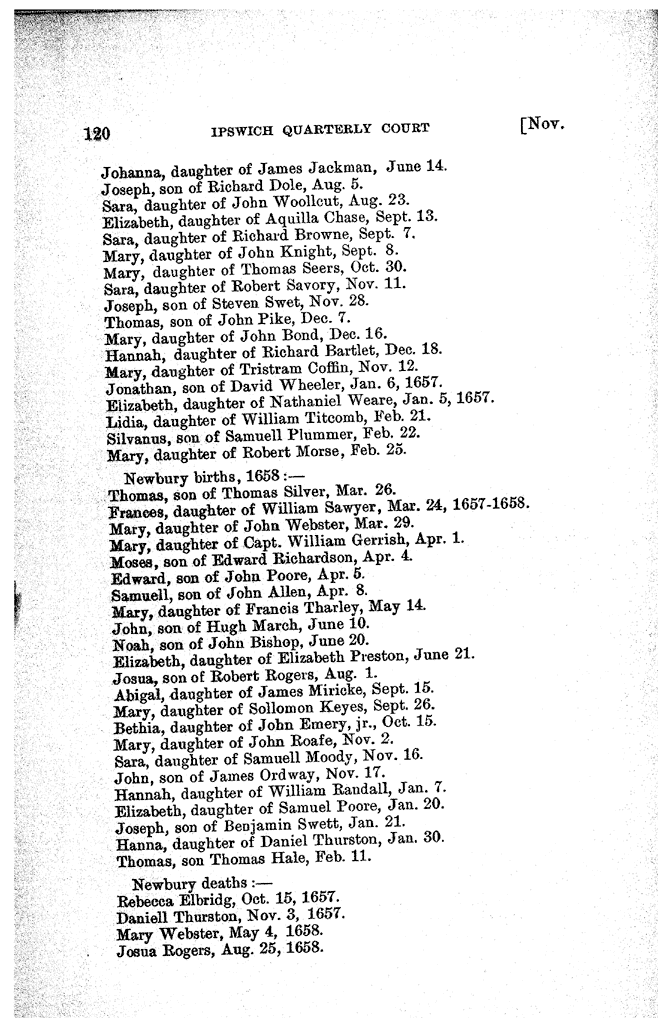 120 IPSWICH QUARTERLY COURT [Nov.
Johanna, daughter of James Jackman, June 14.
Joseph, son of Richard Dole, Aug. 5.
Sara, daughter of John Woollcut, Aug. 23.
Elizabeth, daughter of Aquilla Chase, Sept. 13.
Sara, daughter of Richard Browne, Sept. 7.
Mary, daughter of John Knight, Sept. 8.
Mary, daughter of Thomas Seers, Oct. 30.
Sara, daughter of Robert Savory, Nov. 11.
Joseph, son of Steven Swet, Nov. 28.
Thomas, son of John Pike, Dec. 7.
Mary, daughter of John Bond, Dec. 16.
Hannah, daughter of Richard Bartlet, Dec. 18.
Mary, daughter of Tristram Coffin, Nov. 12.
Jonathan, son of David Wheeler, Jan. 6, 1657.
Elizabeth, daughter of Nathaniel Weare, Jan. 5, 1657.
Lidia, daughter of William Titcomb, Feb. 21.
Silvanus, son of Samuell Plummer, Feb. 22.
Mary, daughter of Robert Morse, Feb. 25.
Newbury births, 1658:—
Thomas, son of Thomas Silver, Mar. 26.
Frances, daughter of William Sawyer, Mar. 24, 1657-1658.
Mary, daughter of John Webster, Mar. 29.
Mary, daughter of Capt. William Gerrish, Apr. 1.
Moses, son of Edward Richardson, Apr. 4.
Edward, son of John Poore, Apr. 5.
Samuell, son of John Allen, Apr. 8.
Mary, daughter of Francis Tharley, May 14.
John, son of Hugh March, June 10.
Noah, son of John Bishop, June 20.
Elizabeth, daughter of Elizabeth Preston, June 21.
Josua, son of Robert Rogers, Aug. 1.
Abigal, daughter of James Miricke, Sept. 15.
Mary, daughter of Sollomon Keyes, Sept. 26.
Bethia, daughter of John Emery, jr., Oct. 15.
Mary, daughter of John Roafe, Nov. 2.
Sara, daughter of Samuell Moody, Nov. 16.
John, son of James Ordway, Nov. 17.
Hannah, daughter of William Randall, Jan. 7.
Elizabeth, daughter of Samuel Poore, Jan. 20.
Joseph, son of Benjamin Swett, Jan. 21.
Hanna, daughter of Daniel Thurston, Jan. 30.
Thomas, son Thomas Hale, Feb. 11.
Newbury deaths:—
Rebecca Elbridg, Oct. 15, 1657.
Daniell Thurston, Nov. 3, 1657.
Mary Webster, May 4, 1658.
Josua Rogers, Aug. 25, 1658.